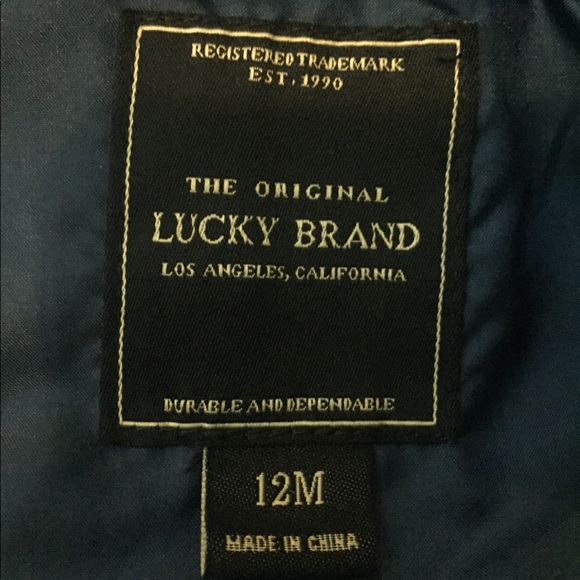 REGISTERED TRADEMARK
EST. 1990
THE ORIGINAL
LUCKY BRAND
LOS ANGELES, CALIFORNIA
DURABLE AND DEPENDABLE
12M
MADE IN CHINA